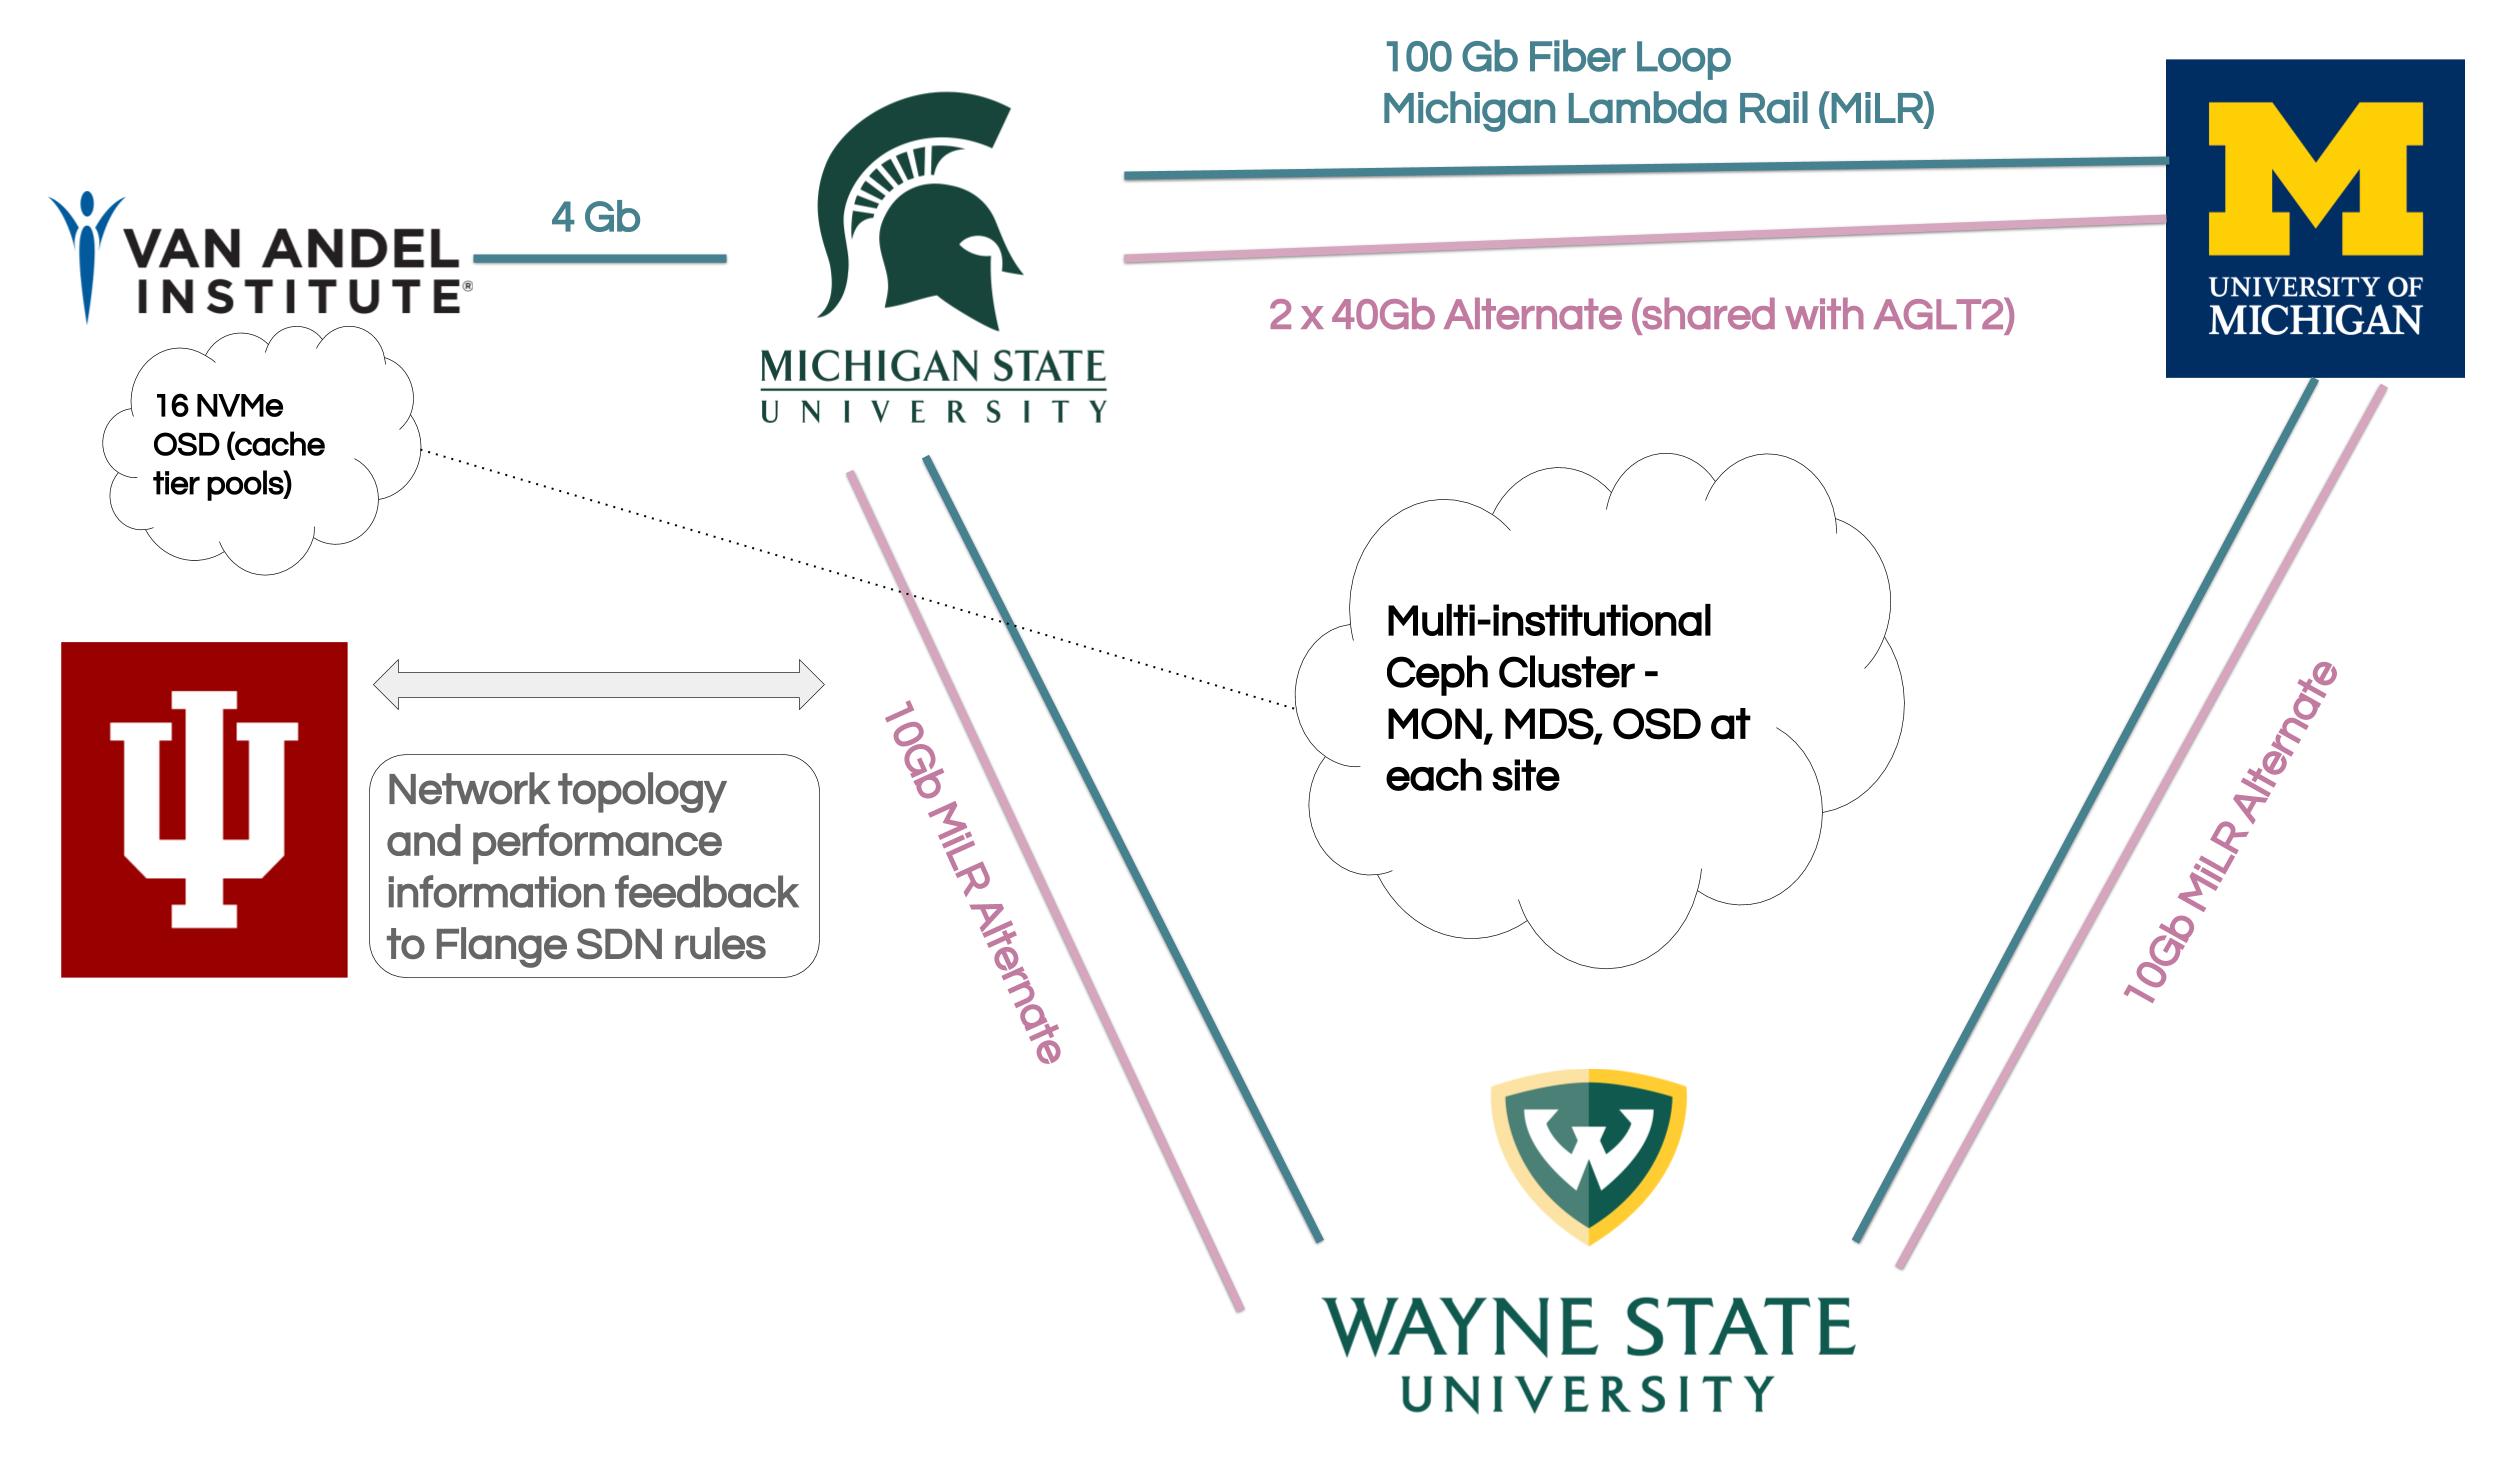 100 Gb Fiber Loop
Michigan Lambda Rail (MiLR)
4 Gb
VAN ANDEL
INSTITUTE®
MICHIGAN STATE
UNIVERSITY
2 x 40Gb Alternate (shared with AGLT2)
M
UNIVERSITY OF
MICHIGAN
16 NVMe
OSD (cache
tier pools)
Multi-institutional
Ceph Cluster -
MON, MDS, OSD at
each site
Network topology
and performance
information feedback
to Flange SDN rules
10Gb MiLR Alternate
10Gb MiLR Alternate
W
WAYNE STATE
UNIVERSITY